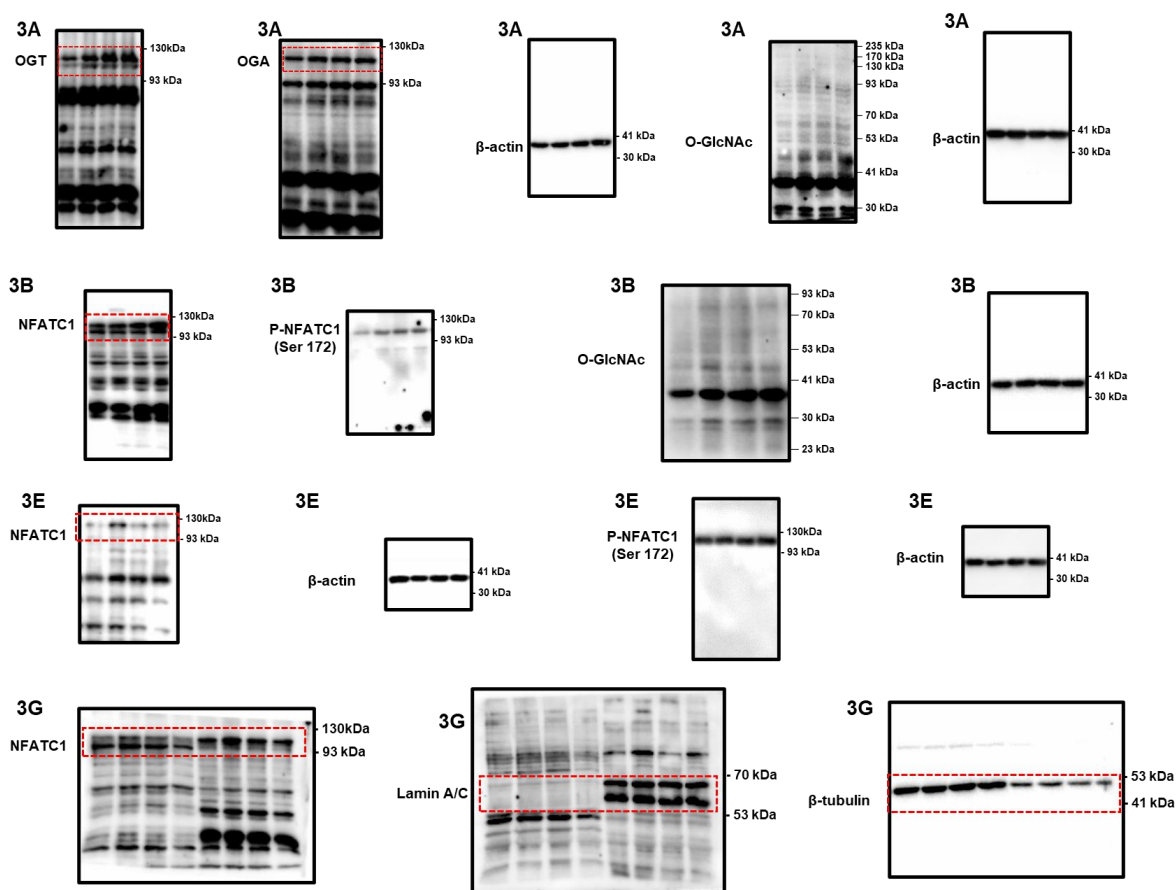 3A
OGT
130kDa
93 kDa
3A
OGA
130kDa
93 kDa
3A
β-actin
41 kDa
30 kDa
3A
O-GlcNAc
235 kDa
170 kDa
130 kDa
93 kDa
70 kDa
53 kDa
41 kDa
30 kDa
3A
β-actin
41 kDa
30 kDa
3B
NFATC1
130kDa
93 kDa
3B
P-NFATC1
(Ser 172)
130kDa
93 kDa
3B
O-GlcNAc
93 kDa
70 kDa
53 kDa
41 kDa
30 kDa
23 kDa
3B
β-actin
41 kDa
30 kDa
3E
NFATC1
130kDa
93 kDa
3E
β-actin
41 kDa
30 kDa
3E
P-NFATC1
(Ser 172)
130kDa
93 kDa
3E
β-actin
41 kDa
30 kDa
3G
NFATC1
130kDa
93 kDa
3G
Lamin A/C
70 kDa
53 kDa
3G
β-tubulin
53 kDa
41 kDa